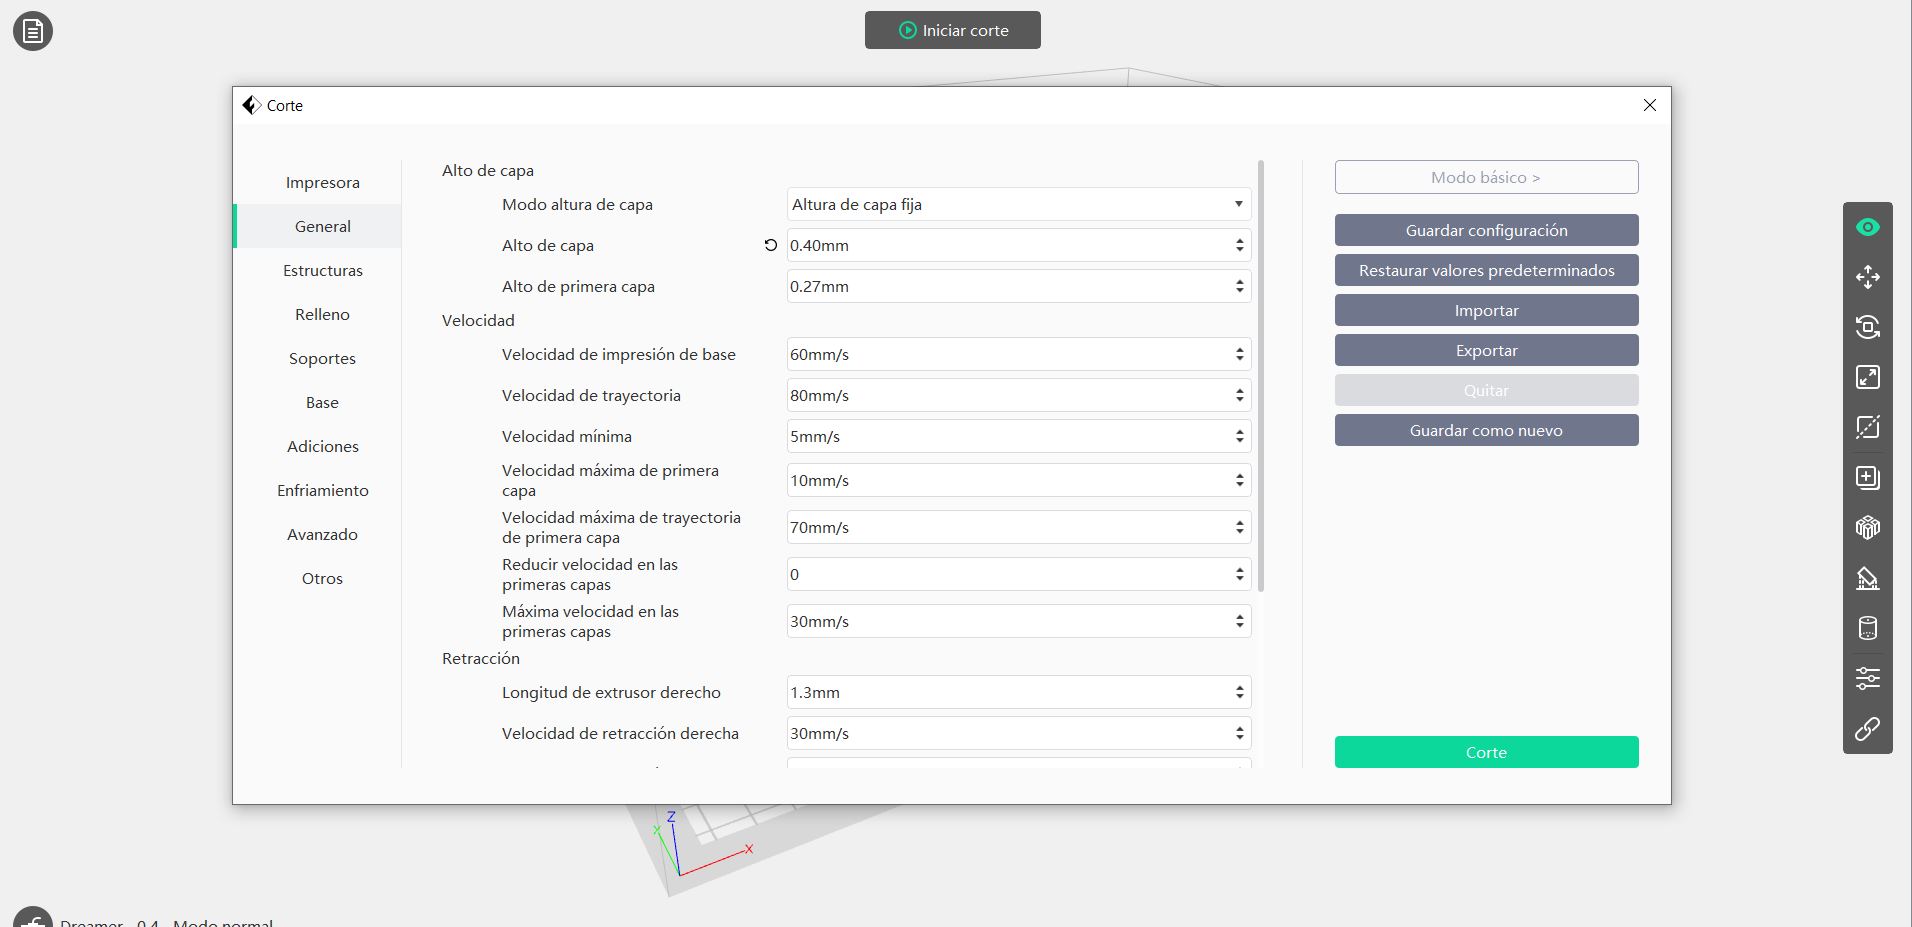 Iniciar corte
Corte
Impresora
General
Estructuras
Relleno
Soportes
Base
Adiciones
Enfriamiento
Avanzado
Otros
Alto de capa
Modo altura de capa
Altura de capa fija
Alto de capa
0.40mm
Alto de primera capa
0.27mm
Velocidad
Velocidad de impresión de base
60mm/s
Velocidad de trayectoria
80mm/s
Velocidad mínima
5mm/s
Velocidad máxima de primera
capa
10mm/s
Velocidad máxima de trayectoria
de primera capa
70mm/s
Reducir velocidad en las
primeras capas
0
Máxima velocidad en las
primeras capas
30mm/s
Retracción
Longitud de extrusor derecho
1.3mm
Velocidad de retracción derecha
30mm/s
Modo básico >
Guardar configuración
Restaurar valores predeterminados
Importar
Exportar
Quitar
Guardar como nuevo
Corte
Z
Y
X
Dreamer - 0.4 - Modo normal